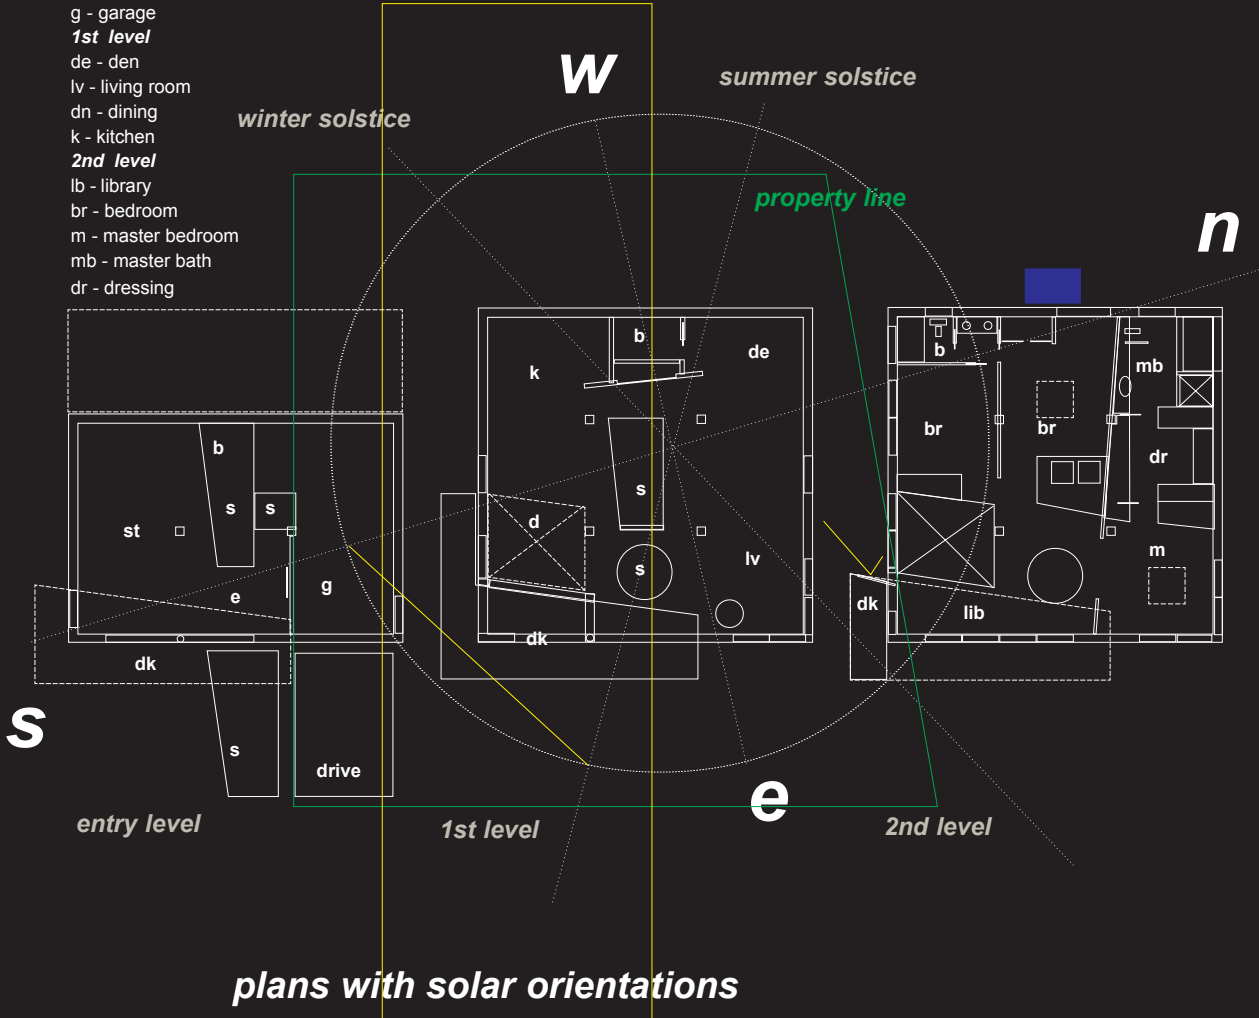 g - garage
1st level
de - den
lv - living room
dn - dining
k - kitchen
2nd level
lb - library
br - bedroom
m - master bedroom
mb - master bath
dr - dressing
w
summer solstice
winter solstice
property line
n
b
s
s
st
e
g
dk
s
drive
s
entry level
b
de
k
s
d
s
lv
dk
e
1st level
b
mb
br
br
dr
m
dk
lib
2nd level
plans with solar orientations